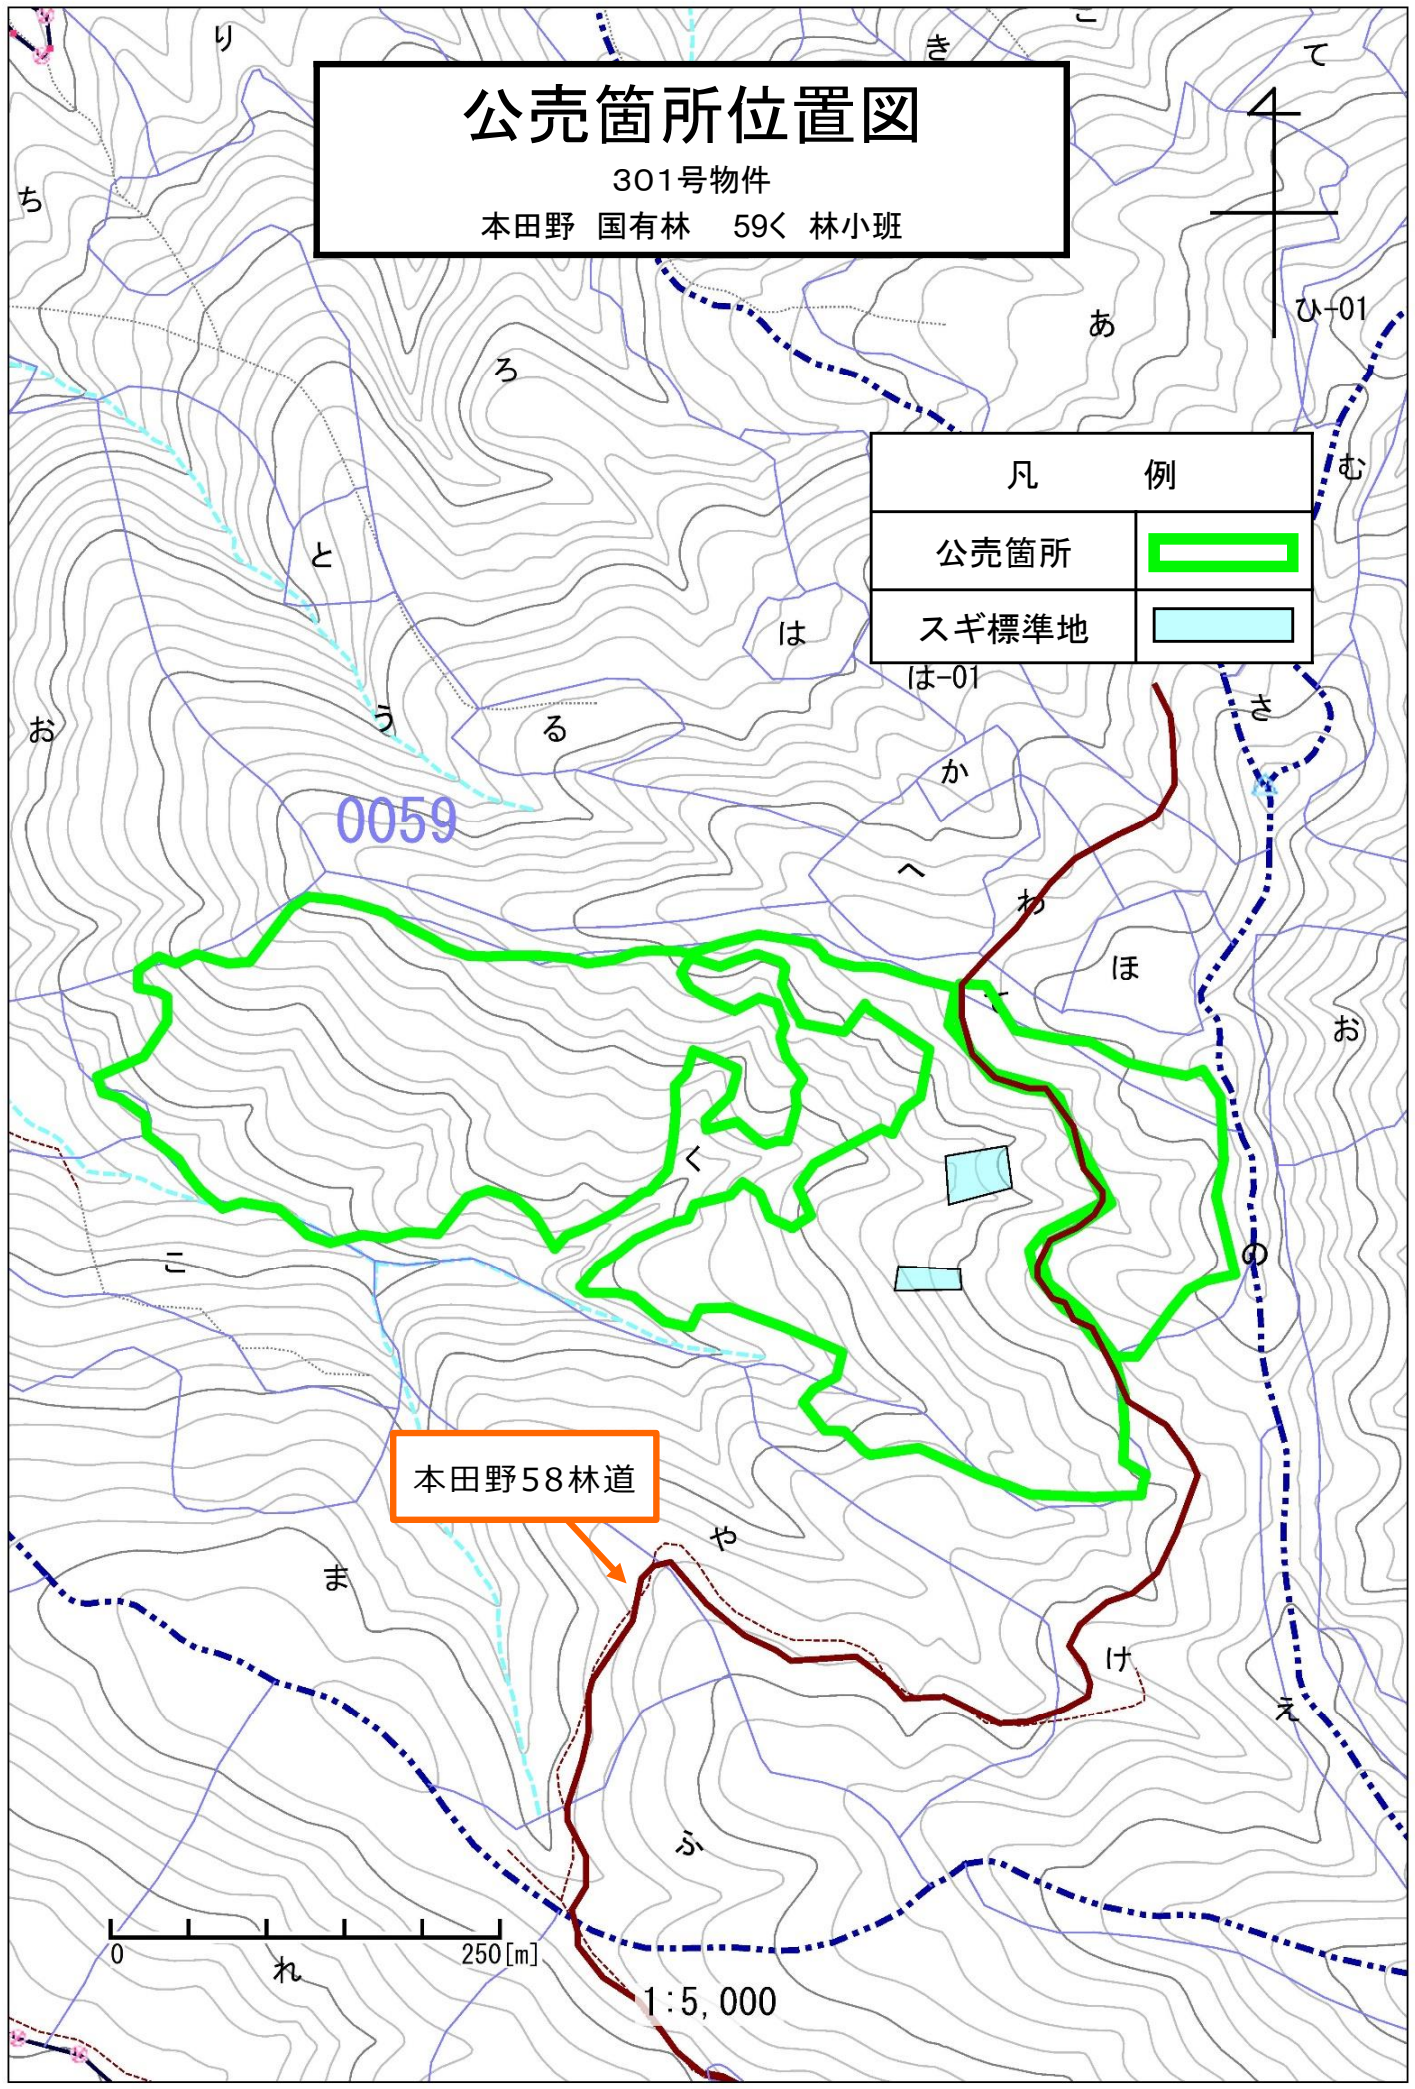 り
き
こ
て
公売箇所位置図
301号物件
本田野 国有林 59く 林小班
ち
ひ-01
あ
ろ
凡 例
む
公売箇所
と
スギ標準地
は
は-01
さ
お
う
る
か
0059
へ
わ
ほ
て
お
く
こ
の
本田野58林道
や
ま
け
え
ふ
0 250[m]
れ
1:5,000